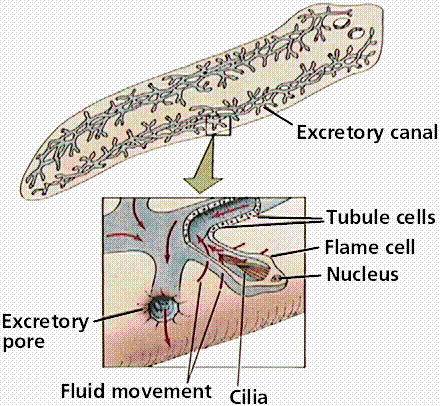 Excretory canal
Tubule cells
Flame cell
Nucleus
Excretory
pore
Fluid movement
Cilia